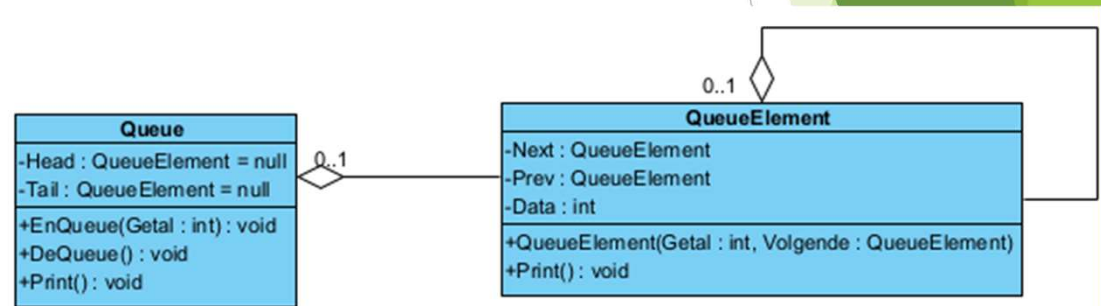 Queue
-Head : QueueElement = null
-Tail : QueueElement = null
+EnQueue(Getal : int) : void
+DeQueue() : void
+Print() : void
0..1
0..1
QueueElement
-Next : QueueElement
-Prev : QueueElement
-Data : int
+QueueElement(Getal : int, Volgende : QueueElement)
+Print() : void